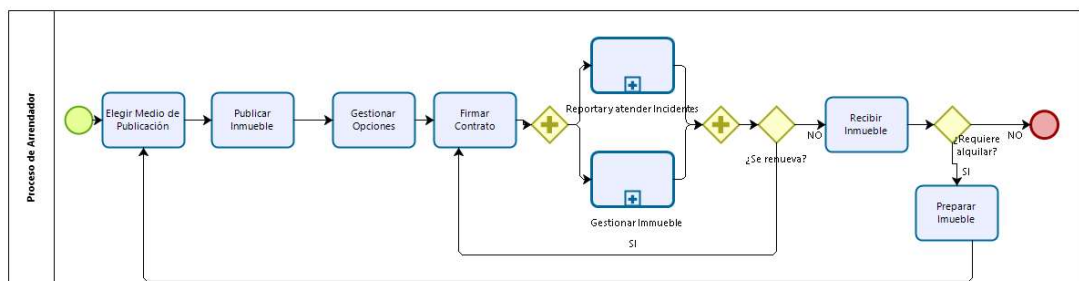 Proceso de Arrendador
Elegir Medio de
Publicación
Publicar
Inmueble
Gestionar
Opciones
Firmar
Contrato
Reportar y atender Incidentes
Gestionar Immueble
¿Se renueva?
SI
NO
Recibir
Inmueble
¿Requiere
alquilar?
NO
SI
Preparar
Imueble